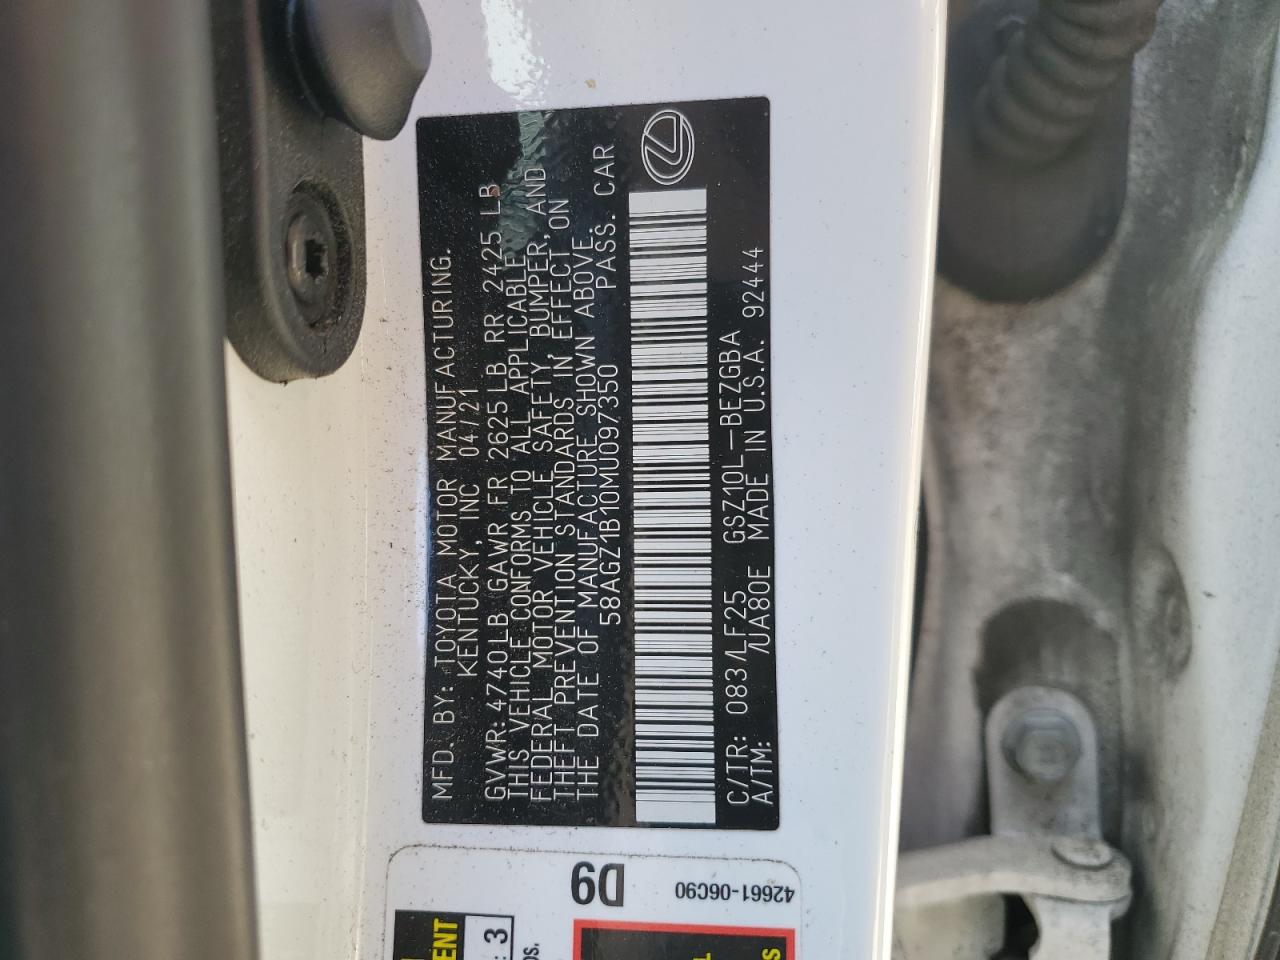 MFD. BY: TOYOTA MOTOR MANUFACTURING.
KENTUCKY, INC 04/21
GVWR: 4740LB GAWR FR 2625 LB RR 2425 LB
THIS VEHICLE CONFORMS TO ALL APPLICABLE
FEDERAL MOTOR VEHICLE SAFETY, BUMPER, AND
THEFT PREVENTION STANDARDS IN EFFECT ON
THE DATE OF MANUFACTURE SHOWN ABOVE.
58AGZ1B10MU097350 PASS. CAR
C/TR: 083/LF25 GSZ10L-BEZGBA
A/TM: /UA80E MADE IN U.S.A. 92444
D9
42661-06C90
3